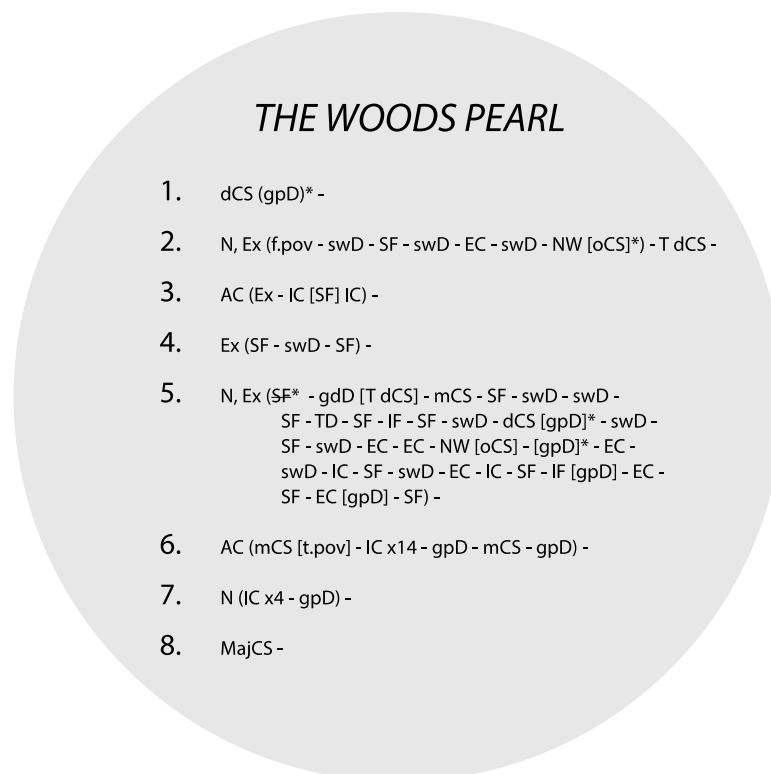 THE WOODS PEARL
1. dCS (gpD)* -
2. N, Ex (f.pov - swD - SF - swD - EC - swD - NW [oCS]*) - T dCS -
3. AC (Ex - IC [SF] IC) -
4. Ex (SF - swD - SF) -
5. N, Ex (S̶F̶* - gdD [T dCS] - mCS - SF - swD - swD -
SF - TD - SF - IF - SF - swD - dCS [gpD]* - swD -
SF - swD - EC - EC - NW [oCS] - [gpD]* - EC -
swD - IC - SF - swD - EC - IC - SF - IF [gpD] - EC -
SF - EC [gpD] - SF) -
6. AC (mCS [t.pov] - IC x14 - gpD - mCS - gpD) -
7. N (IC x4 - gpD) -
8. MajCS -